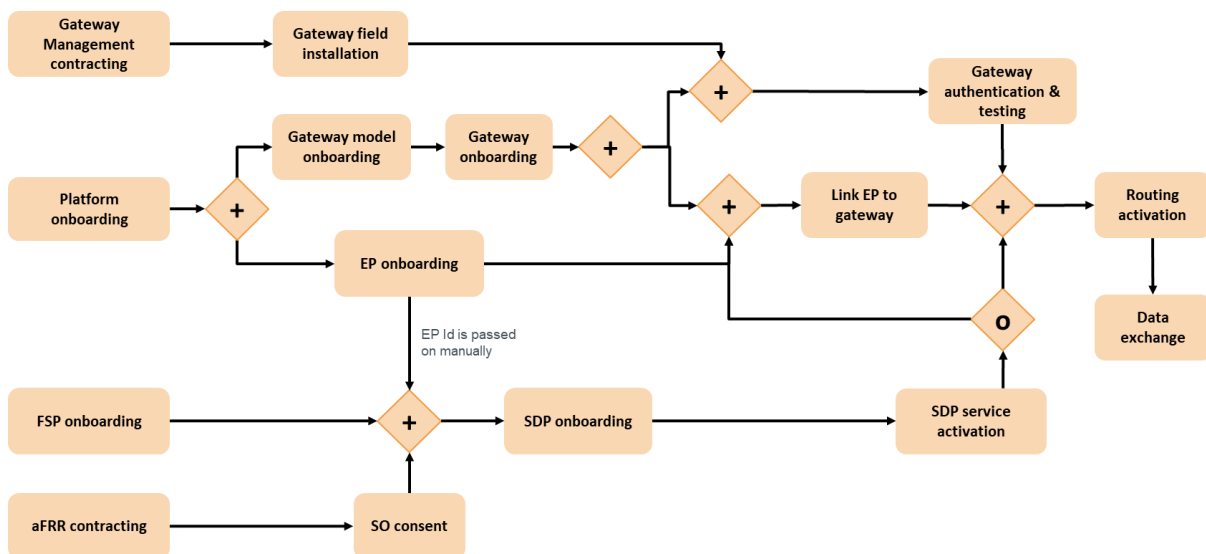 Gateway
Management
contracting
Gateway field
installation
+
Gateway
authentication &
testing
Gateway model
onboarding
Gateway
onboarding
+
Platform
onboarding
+
+
Link EP to
gateway
+
Routing
activation
EP onboarding
EP Id is passed
on manually
O
Data
exchange
FSP onboarding
+
SDP onboarding
SDP service
activation
aFRR contracting
SO consent